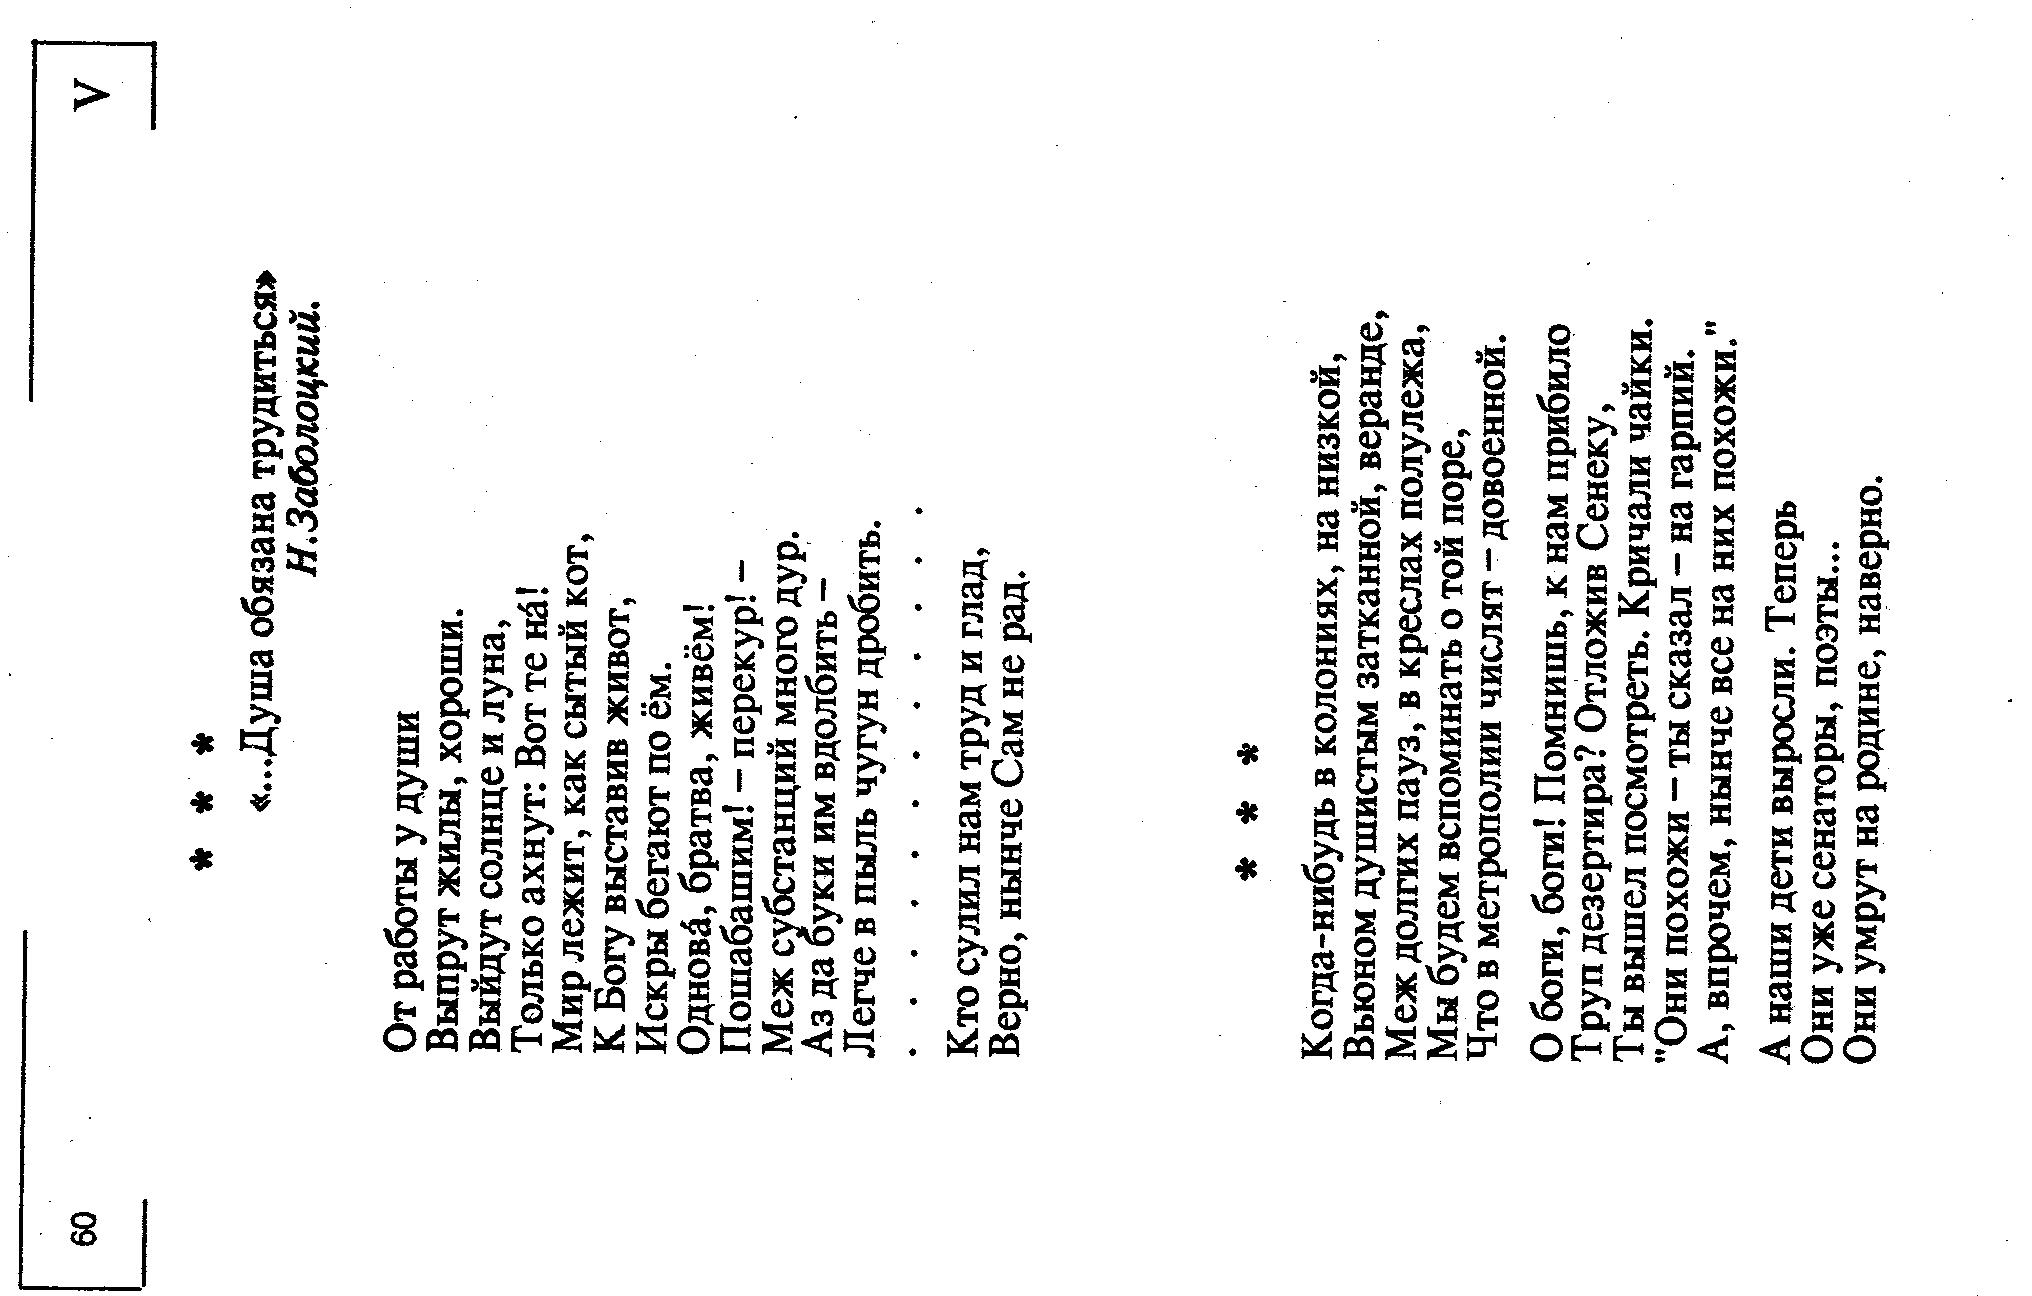 60
V
* * *
«...Душа обязана трудиться»
Н.Заболоцкий.
От работы у души
Выпрут жилы, хороши.
Выйдут солнце и луна,
Только ахнут: Вот те нá!
Мир лежит, как сытый кот,
К Богу выставив живот,
Искры бегают по ём.
Одновá, братва, живём!
Пошабашим! – перекур! –
Меж субстанций много дур.
Аз да буки им вдолбить –
Легче в пыль чугун дробить.
. . . . . . . . . . . .
Кто сулил нам труд и глад,
Верно, нынче Сам не рад.
* * *
Когда-нибудь в колониях, на низкой,
Вьюном душистым затканной, веранде,
Меж долгих пауз, в креслах полулежа,
Мы будем вспоминать о той поре,
Что в метрополии числят – довоенной.
О боги, боги! Помнишь, к нам прибило
Труп дезертира? Отложив Сенеку,
Ты вышел посмотреть. Кричали чайки.
"Они похожи – ты сказал – на гарпий.
А, впрочем, нынче все на них похожи."
А наши дети выросли. Теперь
Они уже сенаторы, поэты...
Они умрут на родине, наверно.